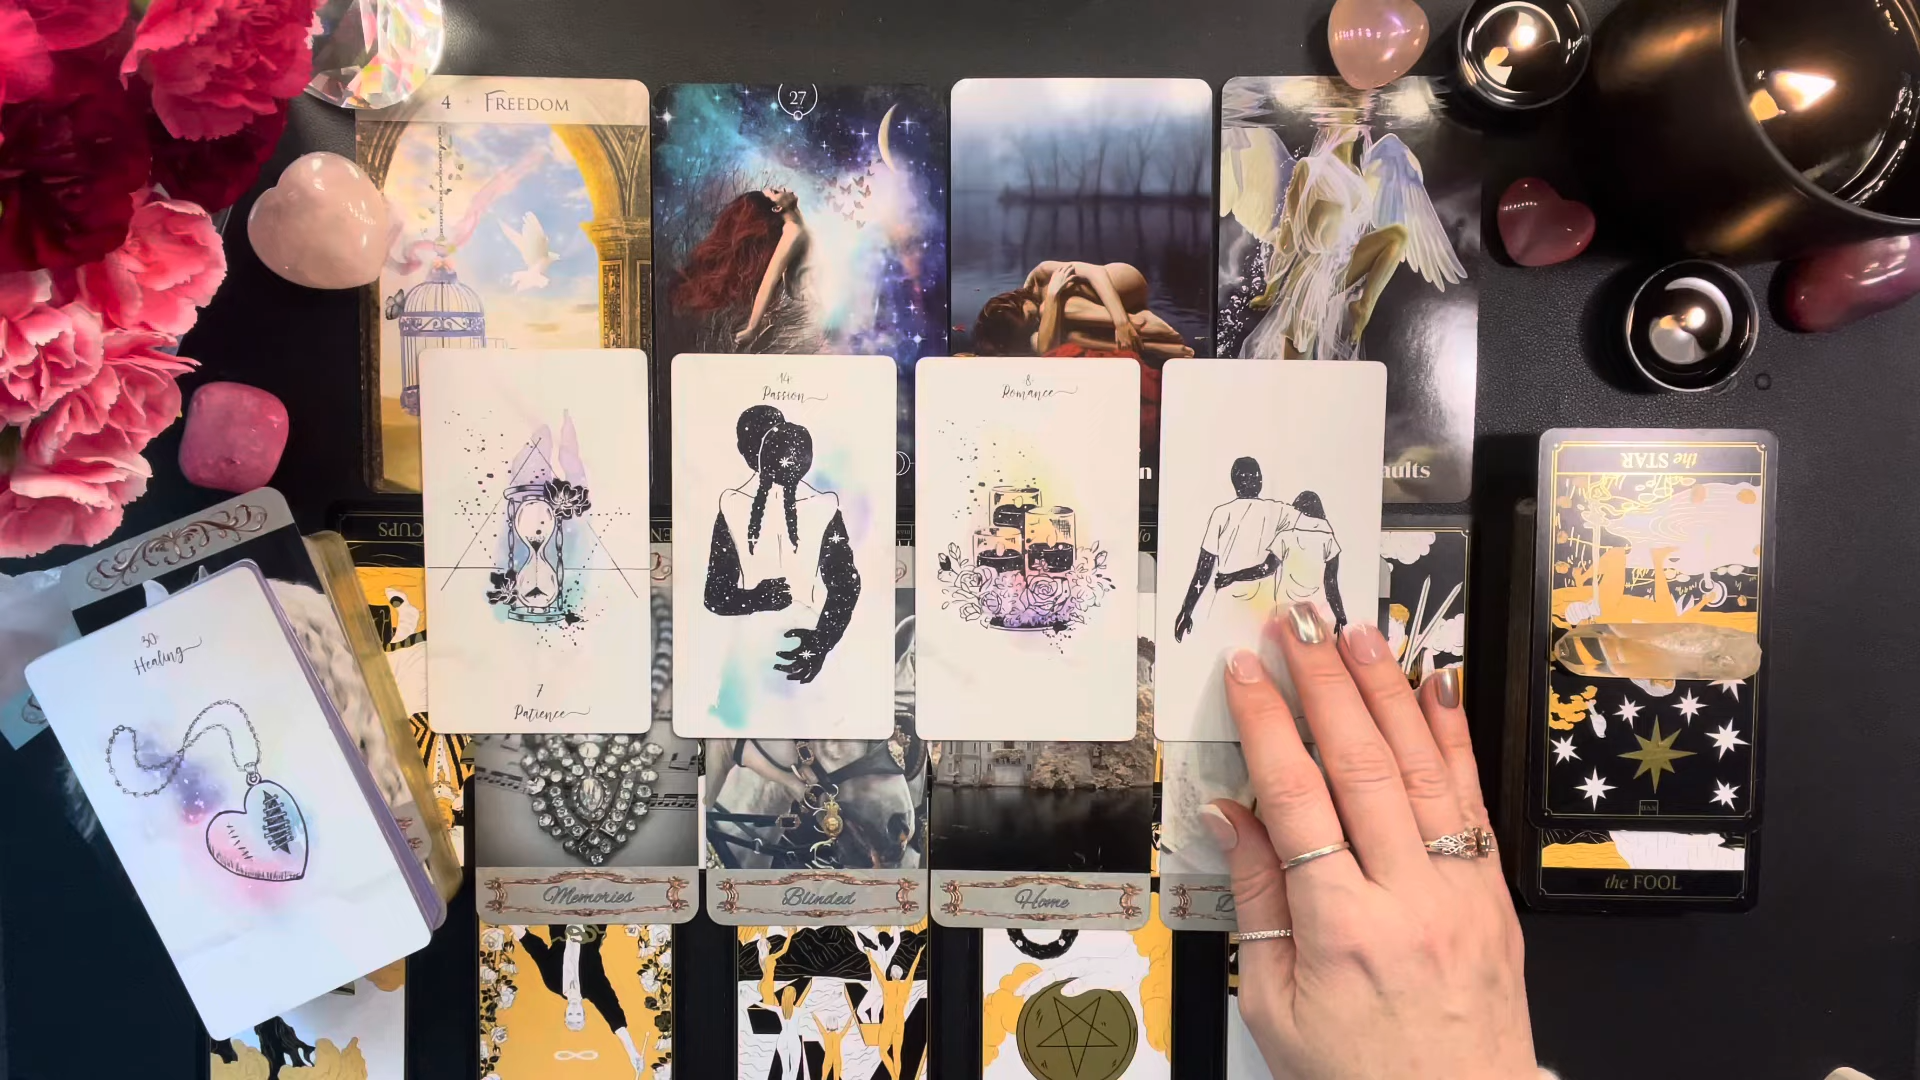 4 Freedom
27
14
Passion
8
Romance
n
aults
the STAR
CUPS
30
Healing
7
Patience
Memories
Blinded
Home
D
the FOOL